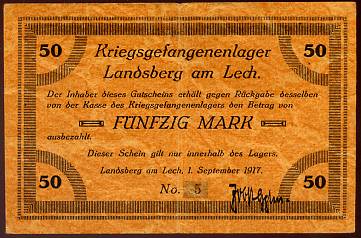 50 50
Kriegsgefangenenlager
Landsberg am Lech.
Der Inhaber dieses Gutscheins erhält gegen Rückgabe desselben
von der Kasse des Kriegsgefangenenlagers den Betrag von
FÜNFZIG MARK
ausbezahlt.
Dieser Schein gilt nur innerhalb des Lagers.
Landsberg am Lech, 1. September 1917.
50 50
No. 5